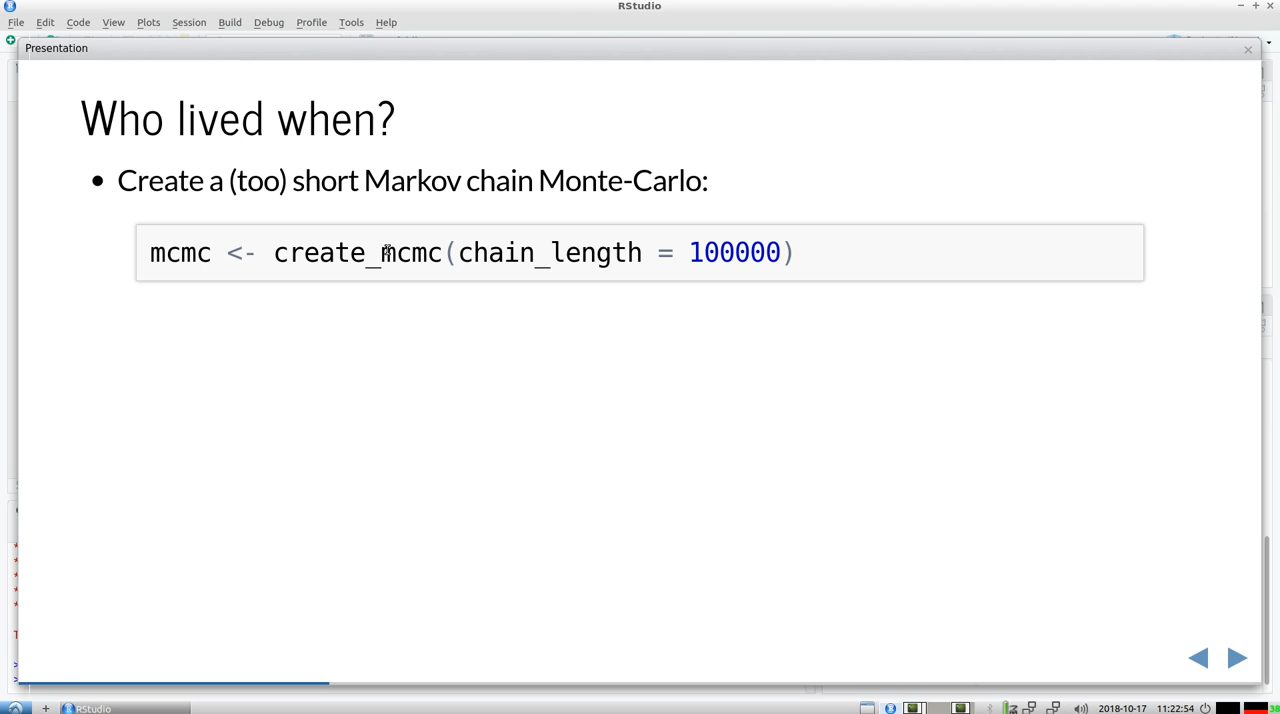 RStudio
File Edit Code View Plots Session Build Debug Profile Tools Help
Presentation
Who lived when?
• Create a (too) short Markov chain Monte-Carlo:
mcmc <- create_mcmc(chain_length = 100000)
RStudio
2018-10-17 11:22:54
38